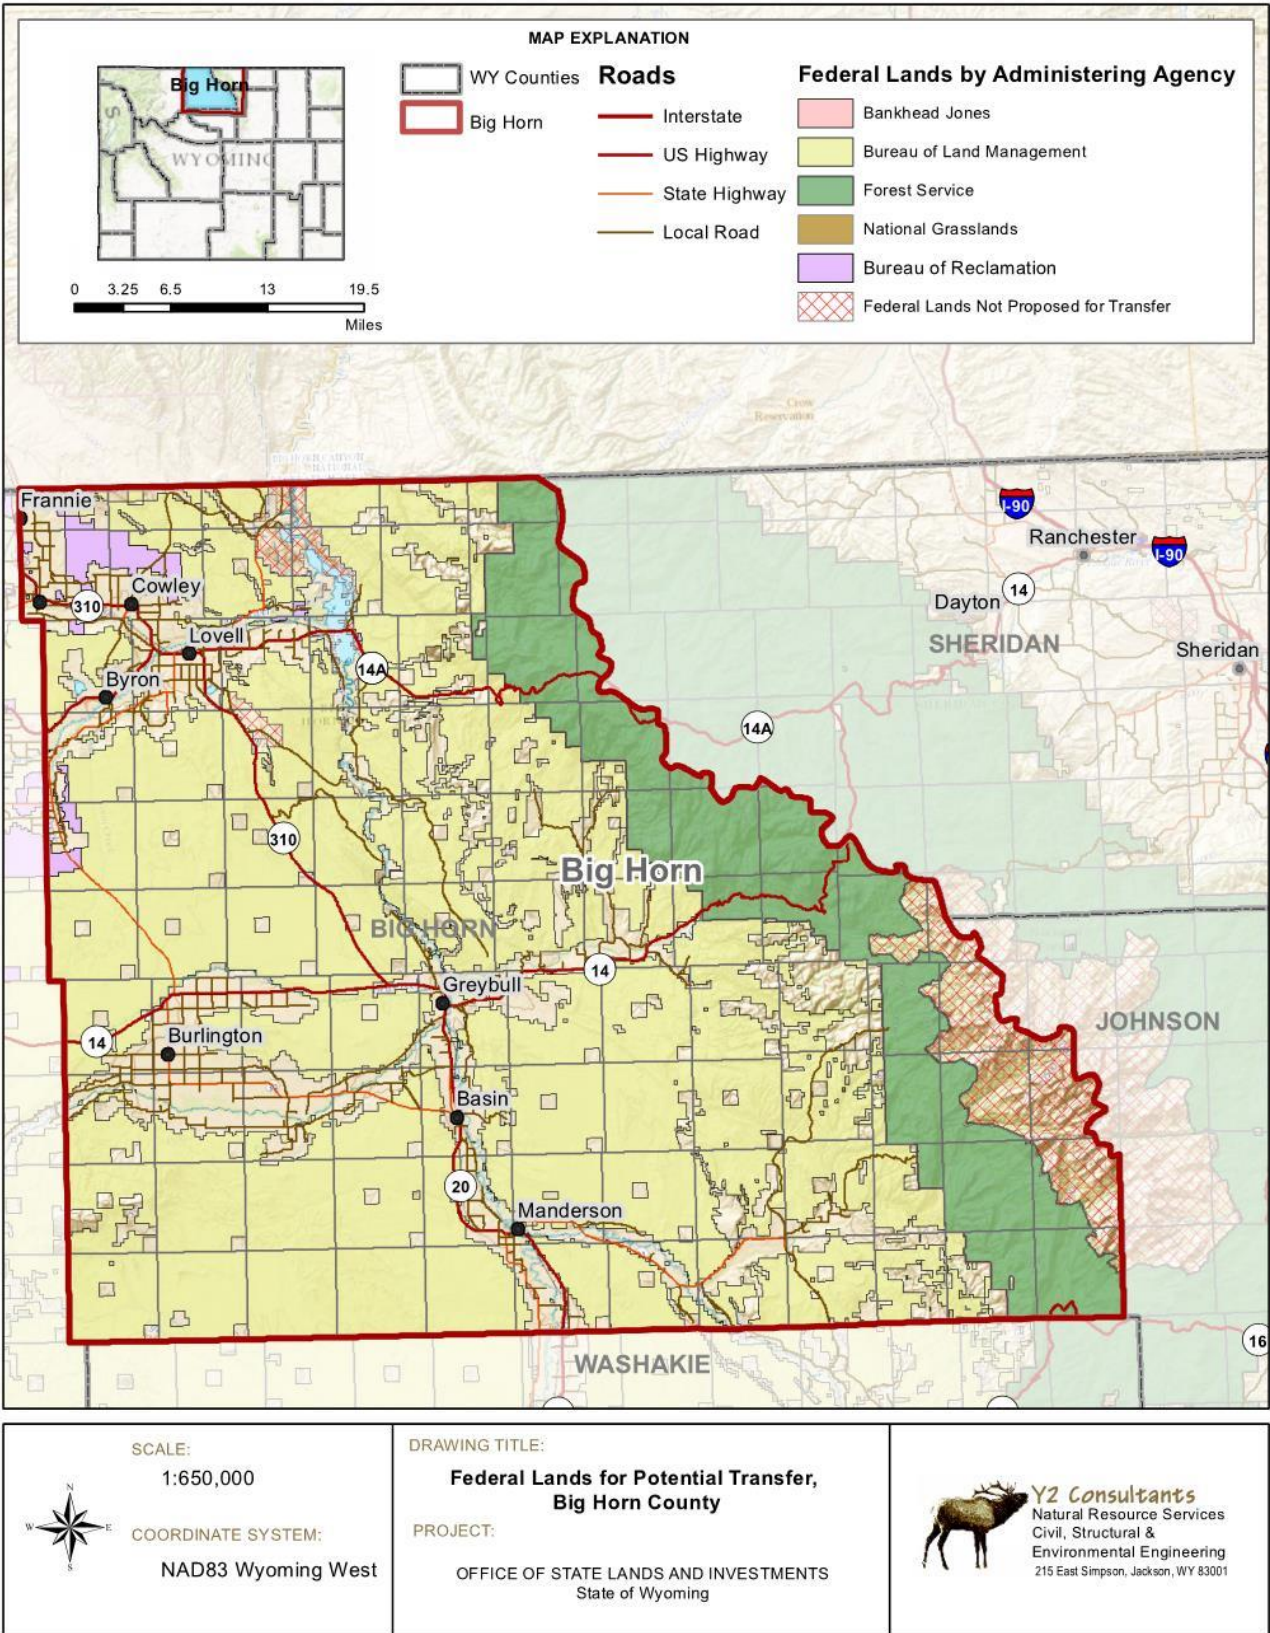 MAP EXPLANATION
Big Horn
WYOMING
0 3.25 6.5 13 19.5
Miles
WY Counties
Big Horn
Roads
Interstate
US Highway
State Highway
Local Road
Federal Lands by Administering Agency
Bankhead Jones
Bureau of Land Management
Forest Service
National Grasslands
Bureau of Reclamation
Federal Lands Not Proposed for Transfer
Crow
Reservation
Frannie
I-90
Ranchester
I-90
Cowley
310
14
Dayton
Lovell
SHERIDAN
Sheridan
14A
Byron
14A
310
Big Horn
BIG HORN
14
Greybull
JOHNSON
14
Burlington
Basin
20
Manderson
16
WASHAKIE
SCALE:
1:650,000
COORDINATE SYSTEM:
NAD83 Wyoming West
N
W E
S
DRAWING TITLE:
Federal Lands for Potential Transfer,
Big Horn County
PROJECT:
OFFICE OF STATE LANDS AND INVESTMENTS
State of Wyoming
Y2 Consultants
Natural Resource Services
Civil, Structural &
Environmental Engineering
215 East Simpson, Jackson, WY 83001